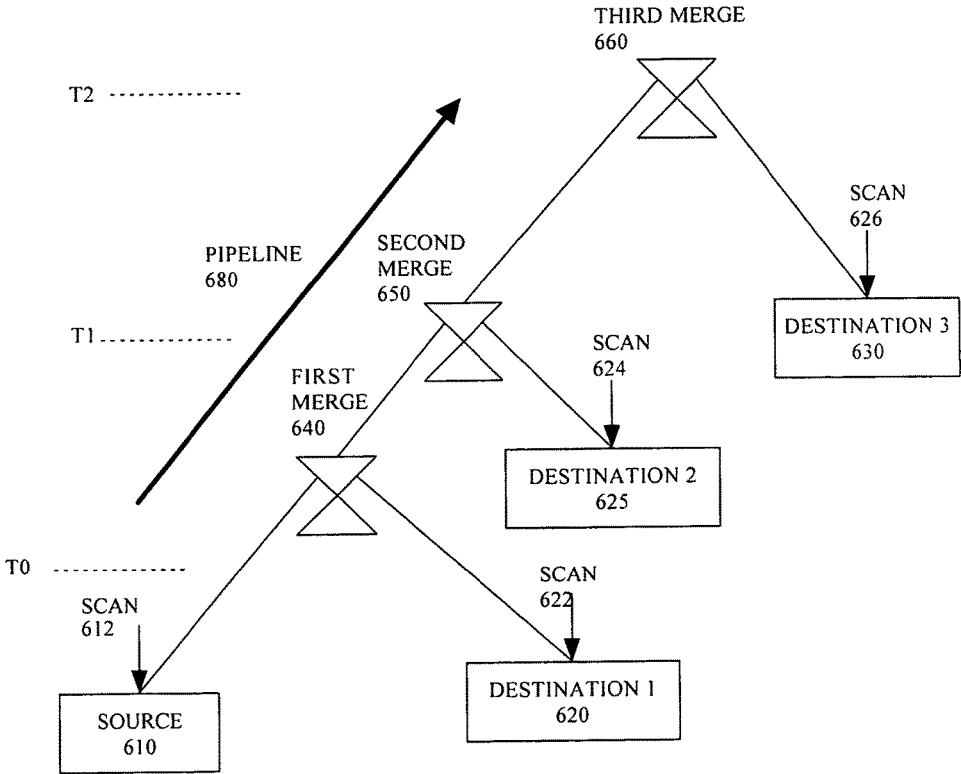 THIRD MERGE
660
T2
SCAN
626
PIPELINE
680
SECOND
MERGE
650
DESTINATION 3
630
T1
SCAN
624
FIRST
MERGE
640
DESTINATION 2
625
T0
SCAN
622
SCAN
612
DESTINATION 1
620
SOURCE
610